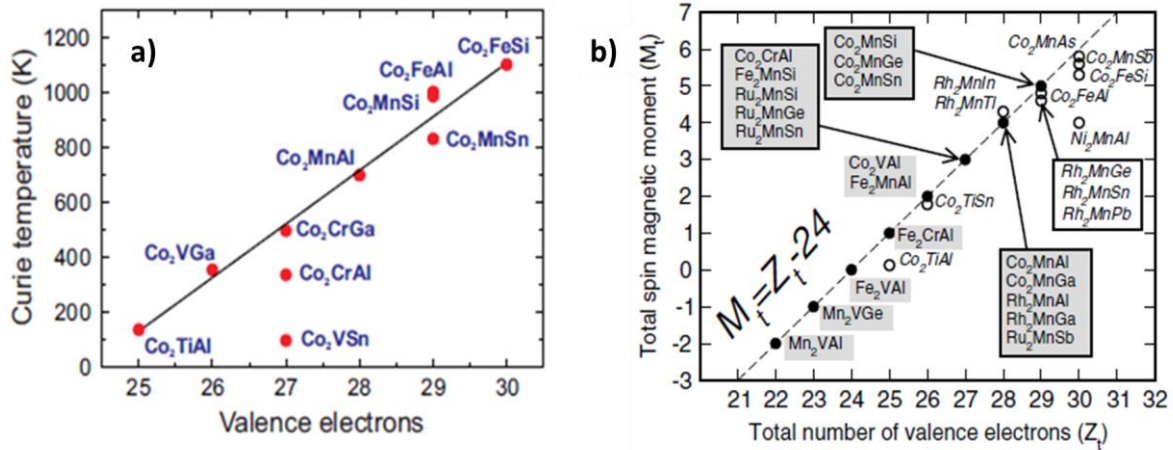 a)
Curie temperature (K)
1200
1000
800
600
400
200
0
Co₂FeSi
Co₂FeAl
Co₂MnSi
Co₂MnSn
Co₂MnAl
Co₂CrGa
Co₂VGa
Co₂CrAl
Co₂TiAl
Co₂VSn
25 26 27 28 29 30
Valence electrons
b)
Total spin magnetic moment (Mₜ)
7
6
5
4
3
2
1
0
-1
-2
-3
Co₂CrAl
Fe₂MnSi
Ru₂MnSi
Ru₂MnGe
Ru₂MnSn
Co₂MnSi
Co₂MnGe
Co₂MnSn
Co₂MnAs
Co₂MnSb
Co₂FeSi
Rh₂MnIn
Rh₂MnTl
Co₂FeAl
Ni₂MnAl
Co₂VAl
Fe₂MnAl
Co₂TiSn
Rh₂MnGe
Rh₂MnSn
Rh₂MnPb
Fe₂CrAl
Co₂TiAl
Fe₂VAl
Mn₂VGe
Mn₂VAl
Co₂MnAl
Co₂MnGa
Rh₂MnAl
Rh₂MnGa
Ru₂MnSb
Mₜ=Zₜ-24
21 22 23 24 25 26 27 28 29 30 31 32
Total number of valence electrons (Zₜ)